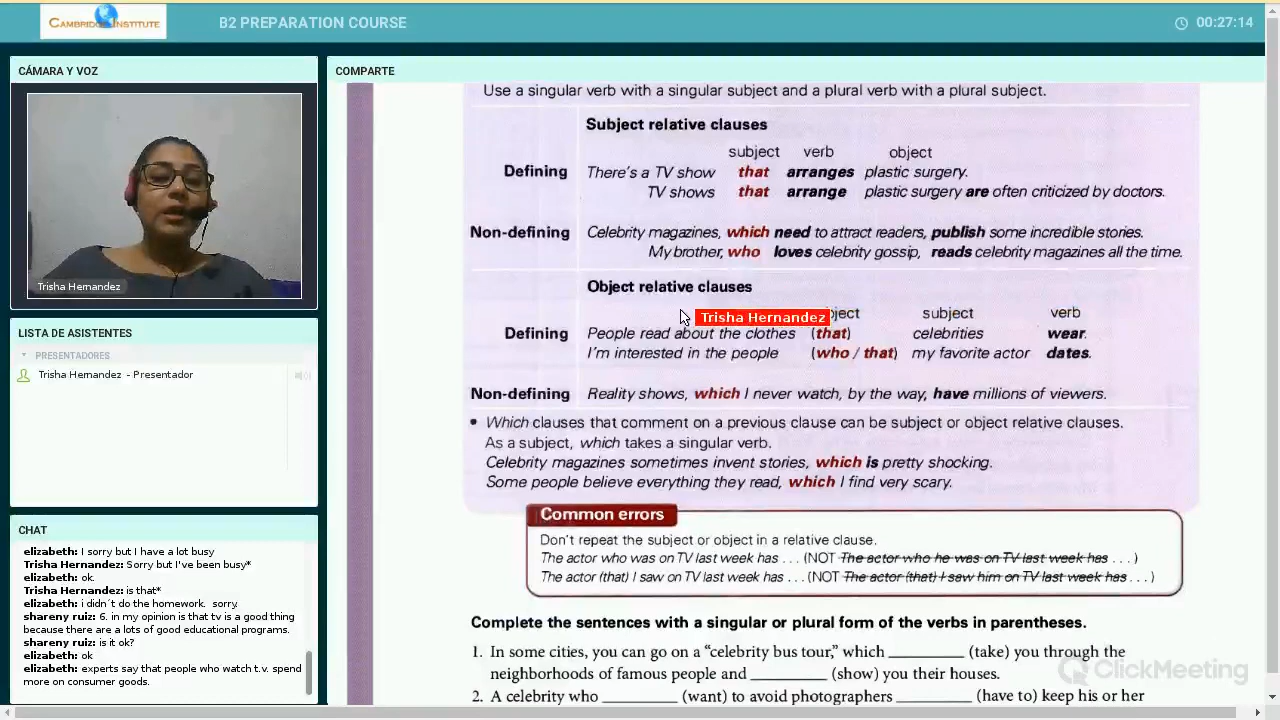 CAMBRIDGE INSTITUTE
B2 PREPARATION COURSE
00:27:14
CÁMARA Y VOZ
Trisha Hernandez
LISTA DE ASISTENTES
PRESENTADORES
Trisha Hernandez - Presentador
CHAT
elizabeth: I sorry but I have a lot busy
Trisha Hernandez: Sorry but I've been busy*
elizabeth: ok.
Trisha Hernandez: is that*
elizabeth: i didn´t do the homework. sorry.
shareny ruiz: 6. in my opinion is that tv is a good thing
because there are a lots of good educational programs.
shareny ruiz: is it ok?
elizabeth: ok
elizabeth: experts say that people who watch t.v. spend
more on consumer goods.
COMPARTE
Use a singular verb with a singular subject and a plural verb with a plural subject.
Subject relative clauses
subject verb object
Defining There's a TV show that arranges plastic surgery.
TV shows that arrange plastic surgery are often criticized by doctors.
Non-defining Celebrity magazines, which need to attract readers, publish some incredible stories.
My brother, who loves celebrity gossip, reads celebrity magazines all the time.
Object relative clauses
Trisha Hernandez
ject subject verb
Defining People read about the clothes (that) celebrities wear.
I'm interested in the people (who / that) my favorite actor dates.
Non-defining Reality shows, which I never watch, by the way, have millions of viewers.
• Which clauses that comment on a previous clause can be subject or object relative clauses.
As a subject, which takes a singular verb.
Celebrity magazines sometimes invent stories, which is pretty shocking.
Some people believe everything they read, which I find very scary.
Common errors
Don't repeat the subject or object in a relative clause.
The actor who was on TV last week has . . . (NOT The actor who he was on TV last week has . . . )
The actor (that) I saw on TV last week has . . . (NOT The actor (that) I saw him on TV last week has . . . )
Complete the sentences with a singular or plural form of the verbs in parentheses.
1. In some cities, you can go on a “celebrity bus tour,” which _________ (take) you through the
neighborhoods of famous people and _________ (show) you their houses.
2. A celebrity who _________ (want) to avoid photographers _________ (have to) keep his or her
ClickMeeting